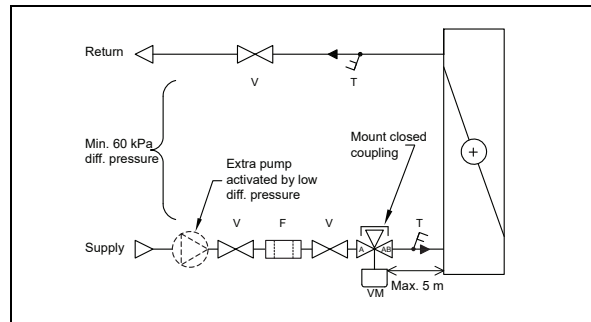 Return
V
T
Min. 60 kPa
diff. pressure
Mount closed
coupling
Extra pump
activated by low
diff. pressure
V
F
V
T
Supply
A
AB
Max. 5 m
VM